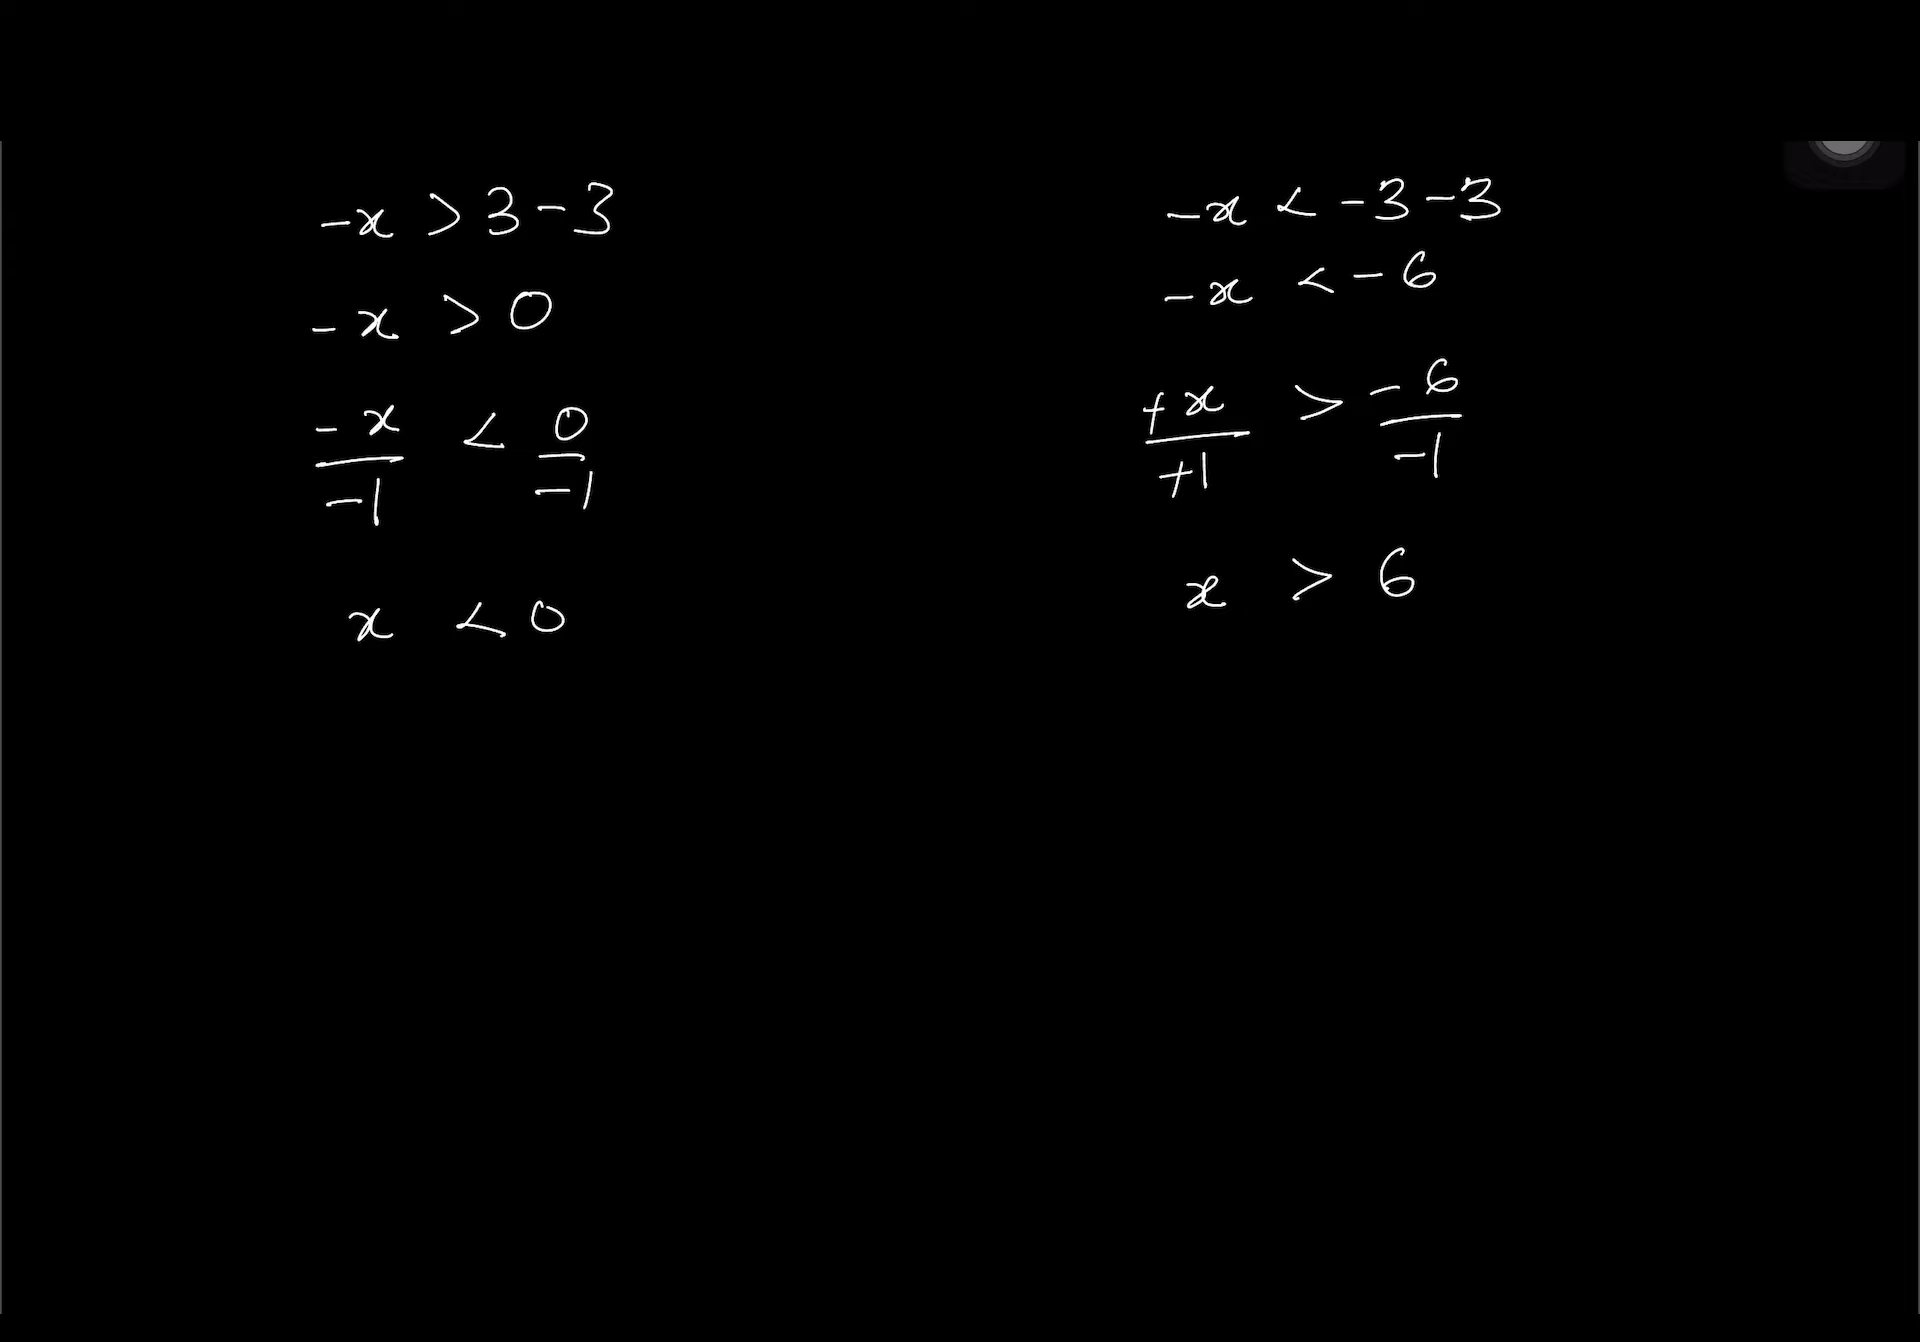 -x > 3-3
-x > 0
-x/-1 < 0/-1
x < 0
-x < -3-3
-x < -6
+x/+1 > -6/-1
x > 6